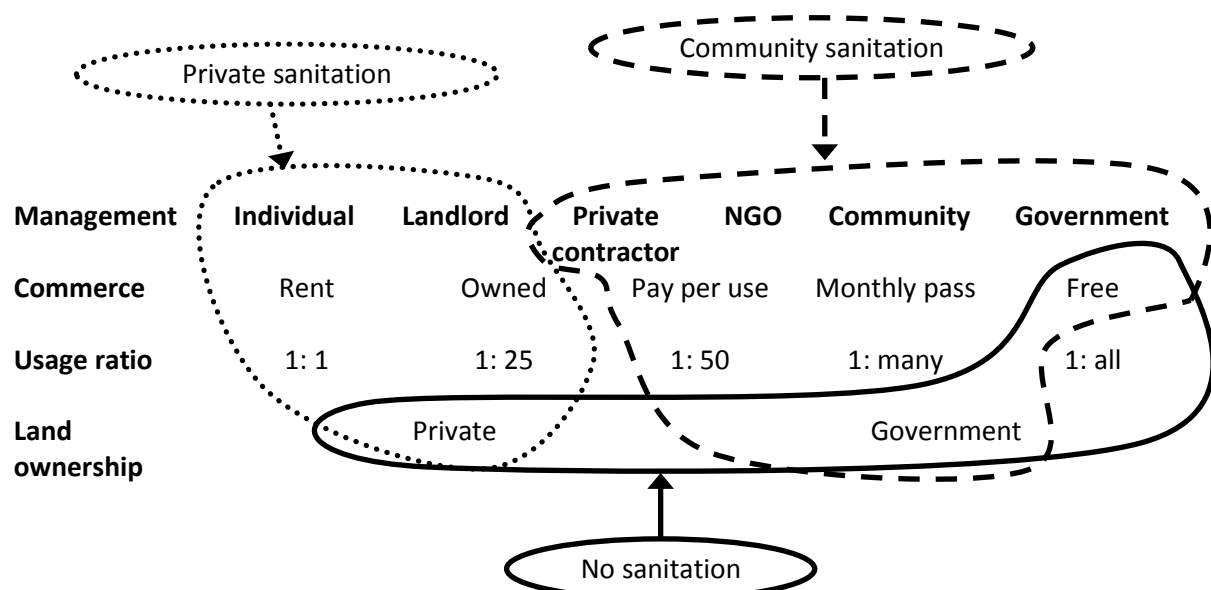 Community sanitation
Private sanitation
Management Individual Landlord Private NGO Community Government
contractor
Commerce Rent Owned Pay per use Monthly pass Free
Usage ratio 1: 1 1: 25 1: 50 1: many 1: all
Land Private Government
ownership
No sanitation